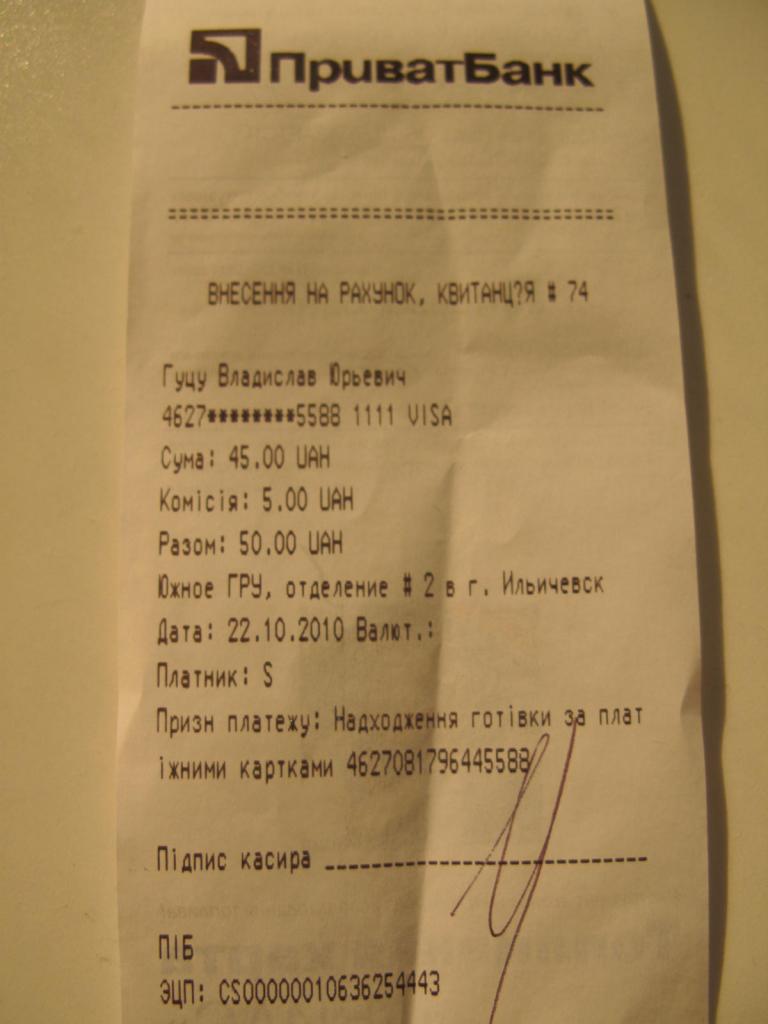 ПриватБанк
ВНЕСЕННЯ НА РАХУНОК, КВИТАНЦ?Я # 74
Гуцу Владислав Юрьевич
4627********5588 1111 VISA
Сума: 45.00 UAH
Комісія: 5.00 UAH
Разом: 50.00 UAH
Южное ГРУ, отделение # 2 в г. Ильичевск
Дата: 22.10.2010 Валют.:
Платник: S
Призн платежу: Надходження готівки за плат
іжними картками 4627081796445588
Підпис касира
ПІБ
ЭЦП: CS00000010636254443